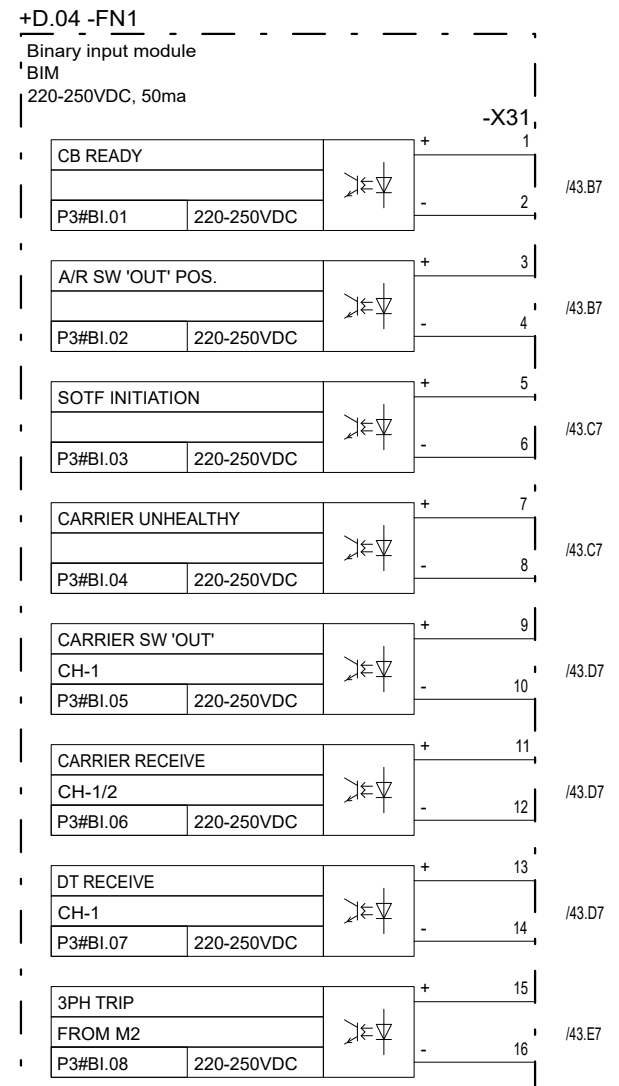 +D.04 -FN1
Binary input module
BIM
220-250VDC, 50ma
-X31
CB READY + 1
/43.B7
P3#BI.01 220-250VDC - 2
A/R SW 'OUT' POS. + 3
/43.B7
P3#BI.02 220-250VDC - 4
SOTF INITIATION + 5
/43.C7
P3#BI.03 220-250VDC - 6
CARRIER UNHEALTHY + 7
/43.C7
P3#BI.04 220-250VDC - 8
CARRIER SW 'OUT' + 9
CH-1 /43.D7
P3#BI.05 220-250VDC - 10
CARRIER RECEIVE + 11
CH-1/2 /43.D7
P3#BI.06 220-250VDC - 12
DT RECEIVE + 13
CH-1 /43.D7
P3#BI.07 220-250VDC - 14
3PH TRIP + 15
FROM M2 /43.E7
P3#BI.08 220-250VDC - 16